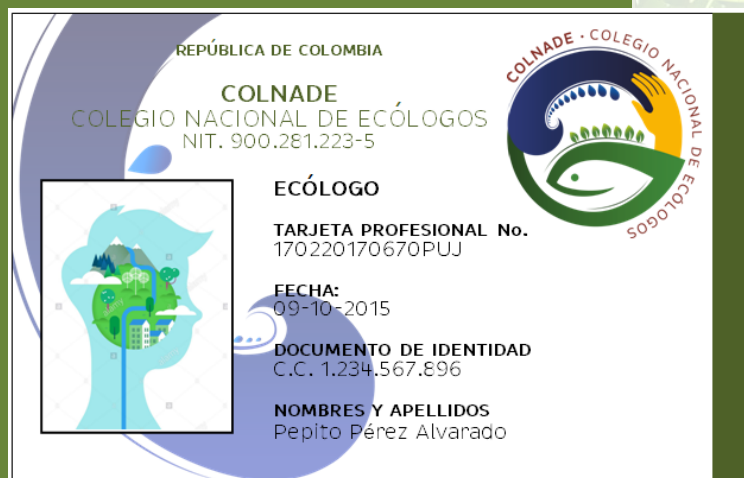 REPÚBLICA DE COLOMBIA
COLNADE
COLEGIO NACIONAL DE ECÓLOGOS
NIT. 900.281.223-5
COLNADE · COLEGIO NACIONAL DE ECÓLOGOS
ECÓLOGO
TARJETA PROFESIONAL No.
170220170670PUJ
FECHA:
09-10-2015
DOCUMENTO DE IDENTIDAD
C.C. 1.234.567.896
NOMBRES Y APELLIDOS
Pepito Pérez Alvarado